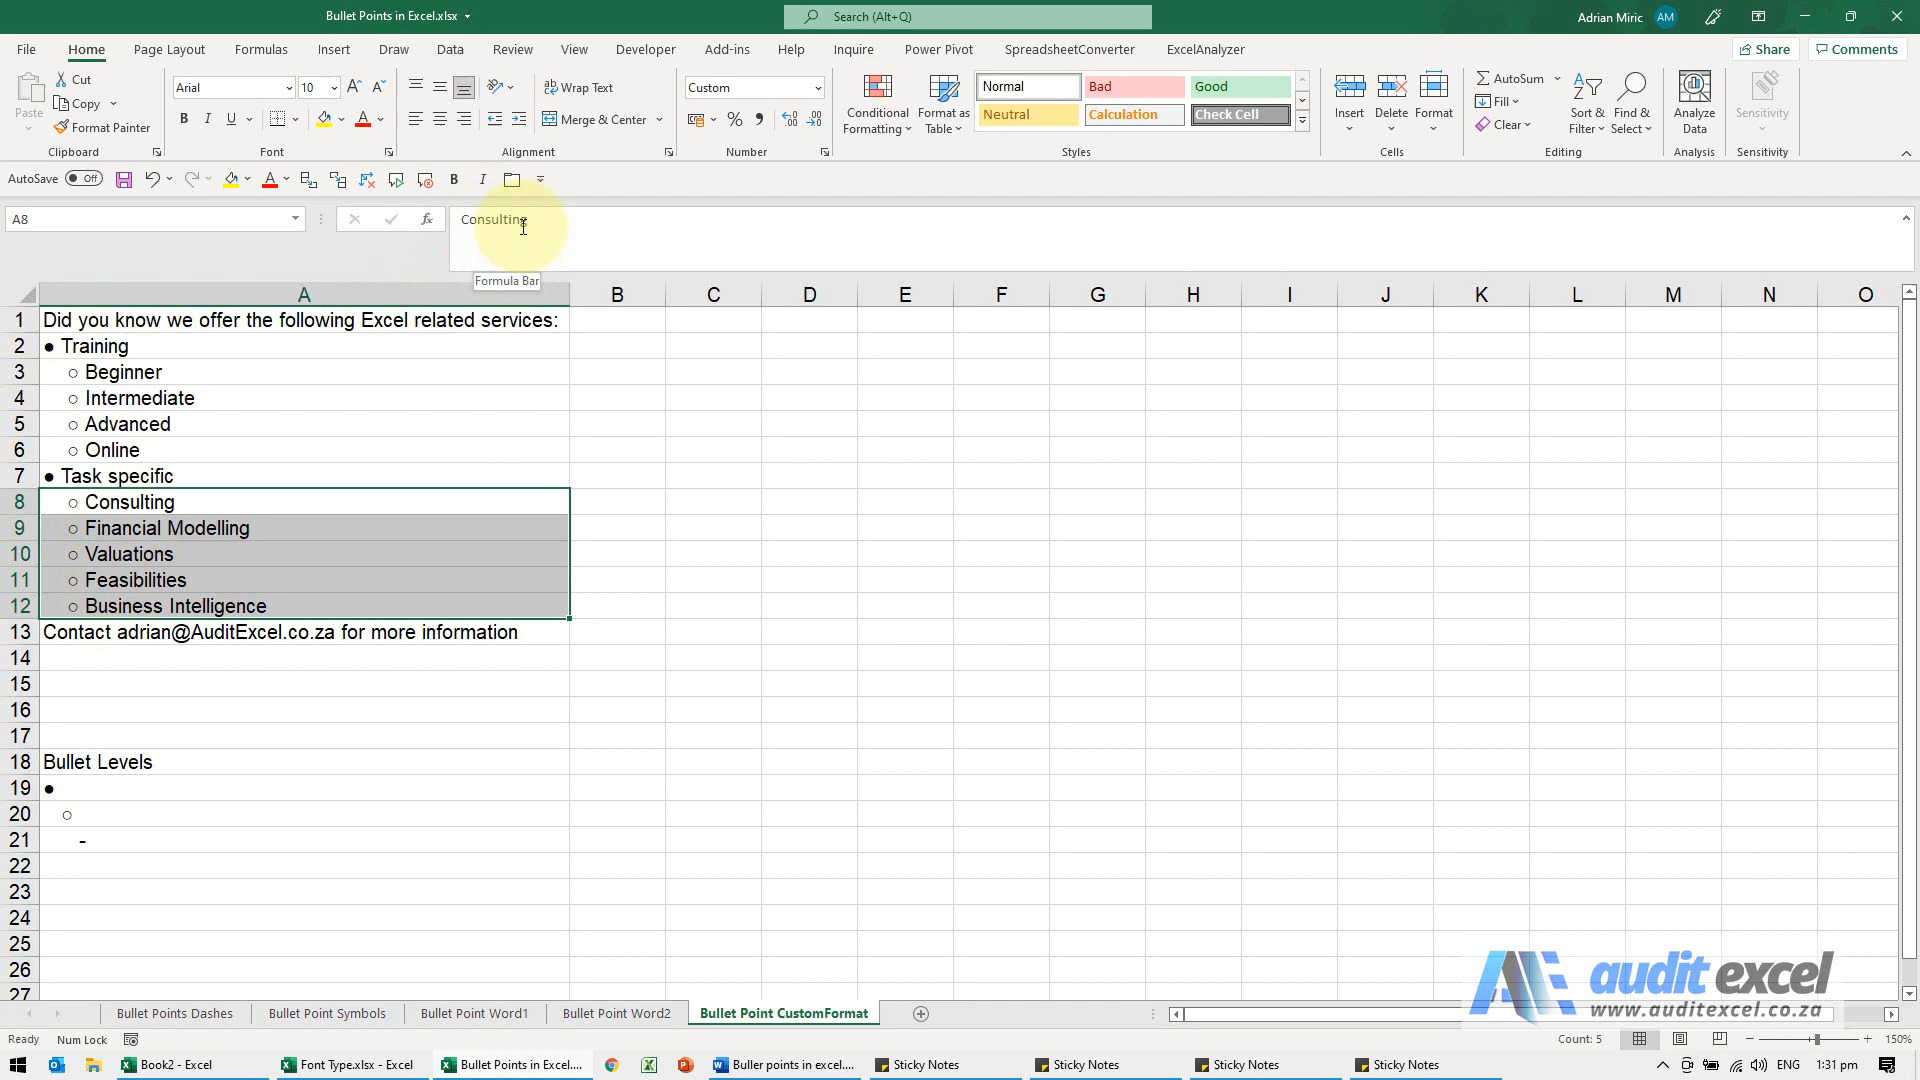 Bullet Points in Excel.xlsx
Search (Alt+Q)
Adrian Miric AM
File Home Page Layout Formulas Insert Draw Data Review View Developer Add-ins Help Inquire Power Pivot SpreadsheetConverter ExcelAnalyzer Share Comments
Paste
Cut
Copy
Format Painter
Clipboard
Arial 10
B I U A
Font
ab Wrap Text
Merge & Center
Alignment
Custom
%
Number
Conditional Formatting
Format as Table
Normal Bad Good
Neutral Calculation Check Cell
Styles
Insert Delete Format
Cells
AutoSum
Fill
Clear
Sort & Filter
Find & Select
Editing
Analyze Data
Analysis
Sensitivity
Sensitivity
AutoSave Off
A8 fx Consulting
Formula Bar
A B C D E F G H I J K L M N O
1 Did you know we offer the following Excel related services:
2 ● Training
3 ○ Beginner
4 ○ Intermediate
5 ○ Advanced
6 ○ Online
7 ● Task specific
8 ○ Consulting
9 ○ Financial Modelling
10 ○ Valuations
11 ○ Feasibilities
12 ○ Business Intelligence
13 Contact adrian@AuditExcel.co.za for more information
14
15
16
17
18 Bullet Levels
19 ●
20 ○
21 -
22
23
24
25
26
27
audit excel
www.auditexcel.co.za
Bullet Points Dashes Bullet Point Symbols Bullet Point Word1 Bullet Point Word2 Bullet Point CustomFormat
Ready Num Lock Count: 5 150%
Book2 - Excel Font Type.xlsx - Excel Bullet Points in Excel.... Buller points in excel.... Sticky Notes Sticky Notes Sticky Notes Sticky Notes ENG 1:31 pm